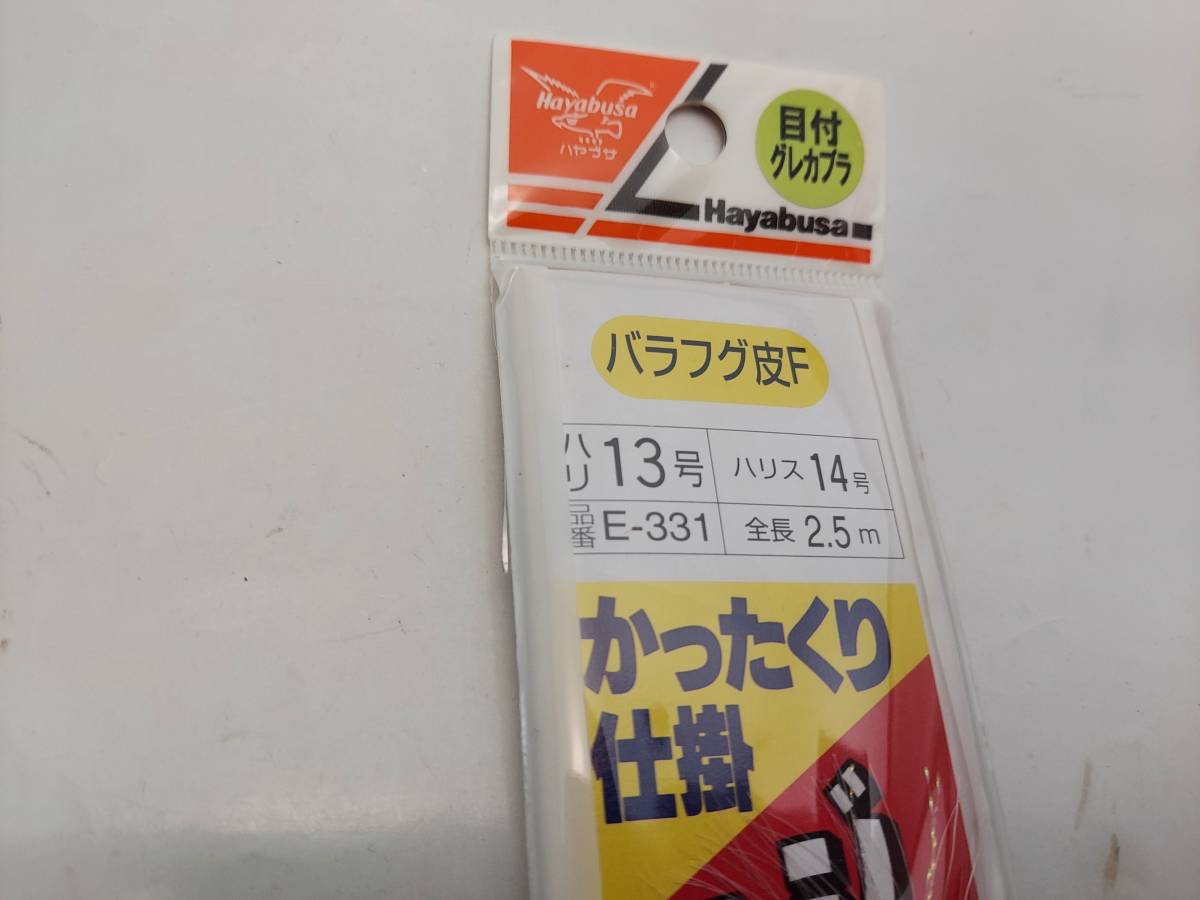 Hayabusa
ハヤブサ
目付
グレカブラ
Hayabusa
バラフグ皮F
ハリ 13号 ハリス 14号
品番 E-331 全長 2.5m
かったくり
仕掛